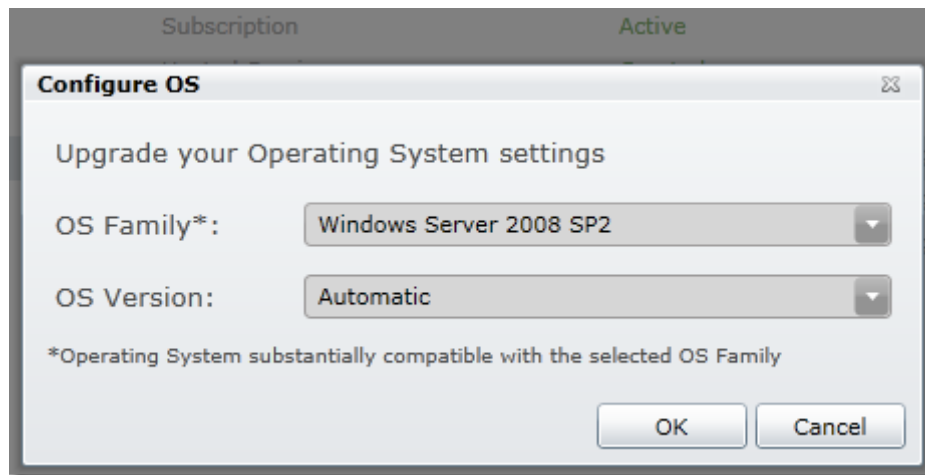 Subscription Active
Configure OS
Upgrade your Operating System settings
OS Family*: Windows Server 2008 SP2
OS Version: Automatic
*Operating System substantially compatible with the selected OS Family
OK Cancel